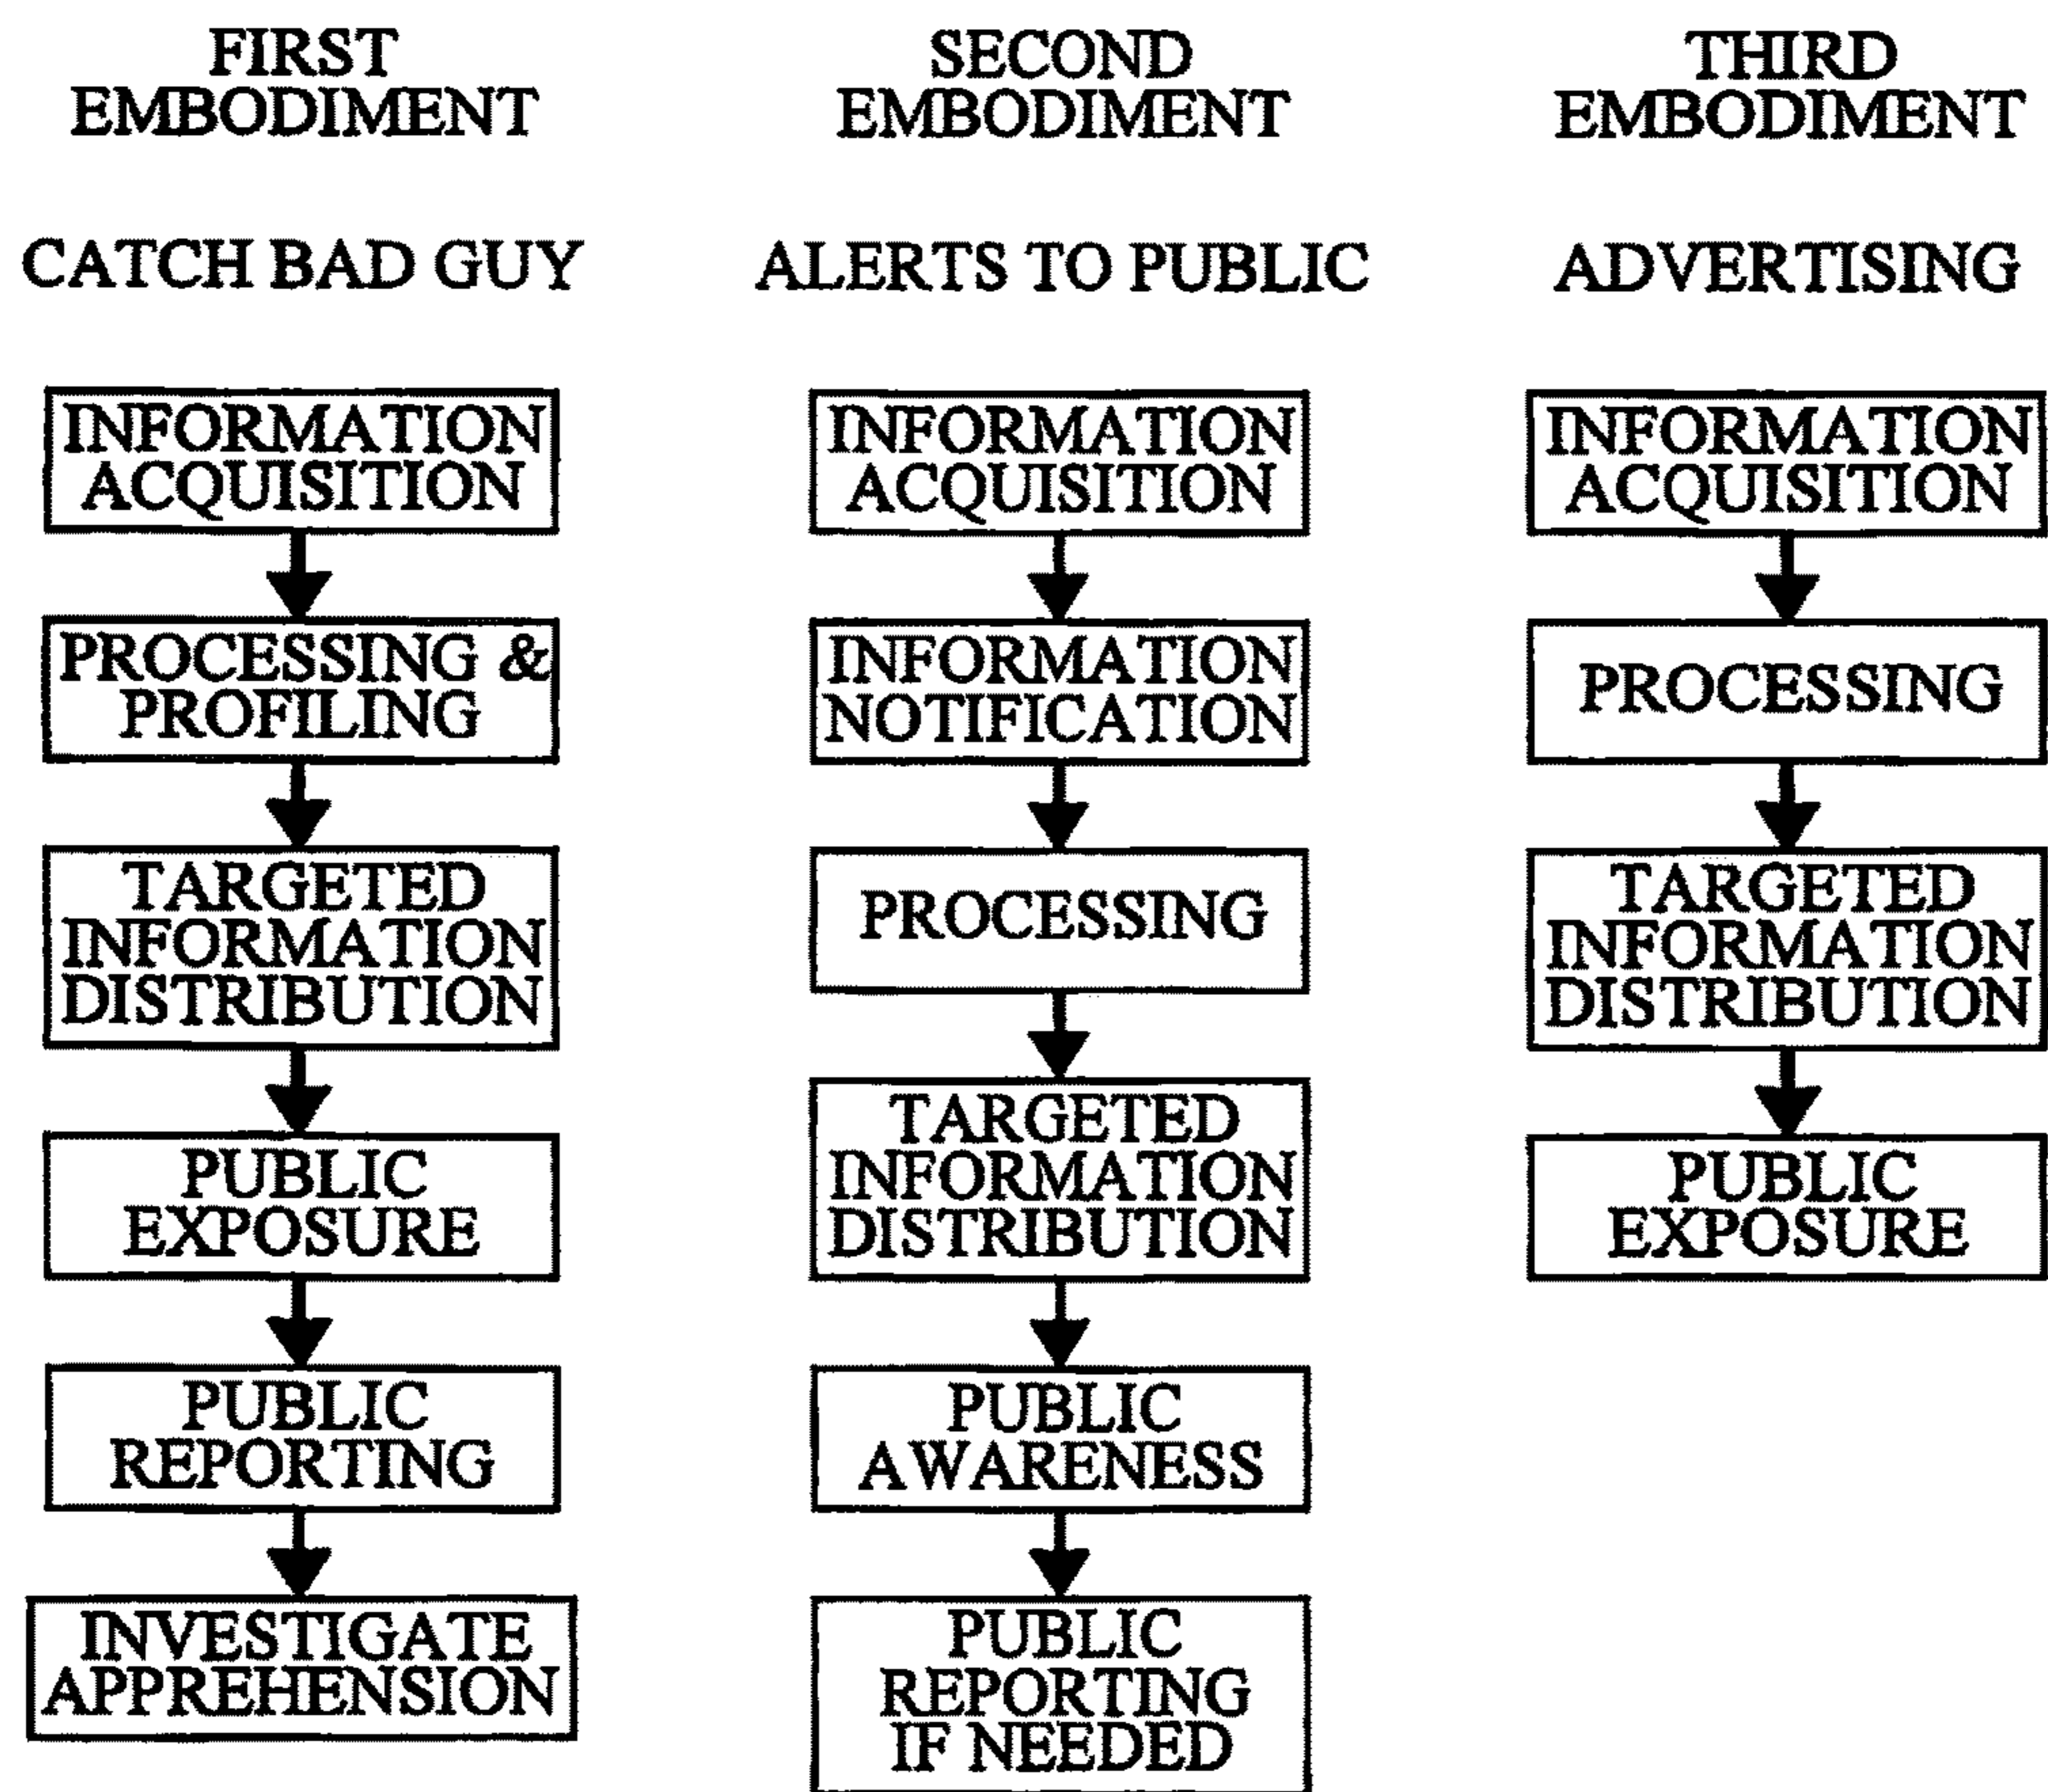 FIRST
EMBODIMENT
CATCH BAD GUY
INFORMATION
ACQUISITION
PROCESSING &
PROFILING
TARGETED
INFORMATION
DISTRIBUTION
PUBLIC
EXPOSURE
PUBLIC
REPORTING
INVESTIGATE
APPREHENSION
SECOND
EMBODIMENT
ALERTS TO PUBLIC
INFORMATION
ACQUISITION
INFORMATION
NOTIFICATION
PROCESSING
TARGETED
INFORMATION
DISTRIBUTION
PUBLIC
AWARENESS
PUBLIC
REPORTING
IF NEEDED
THIRD
EMBODIMENT
ADVERTISING
INFORMATION
ACQUISITION
PROCESSING
TARGETED
INFORMATION
DISTRIBUTION
PUBLIC
EXPOSURE